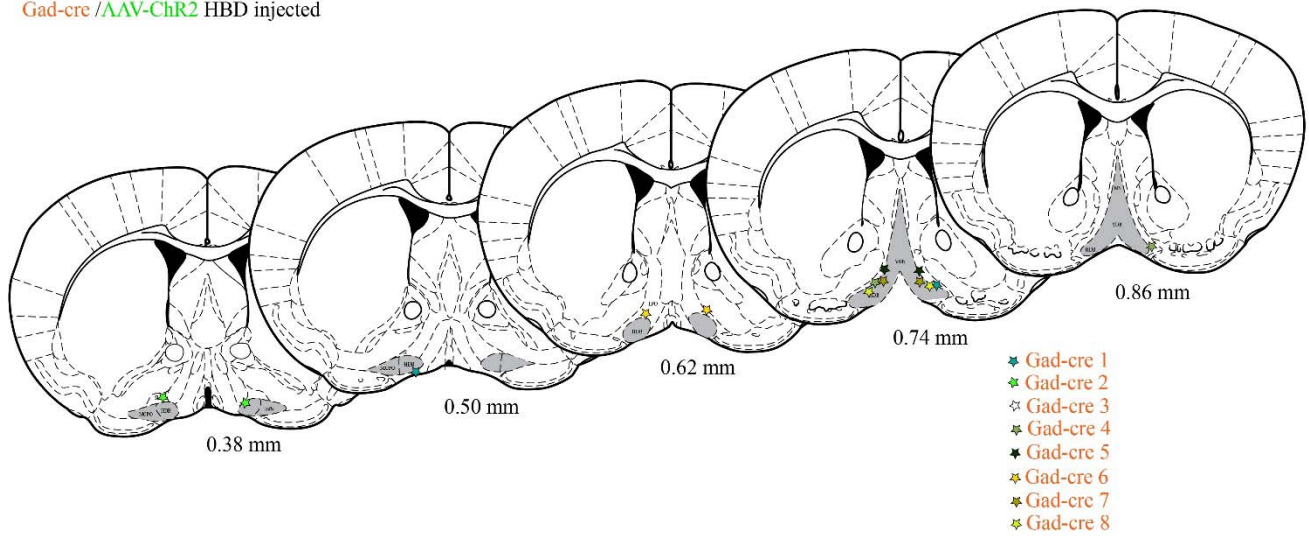 Gad-cre /AAV-ChR2 HBD injected
0.38 mm
0.50 mm
0.62 mm
0.74 mm
0.86 mm
Gad-cre 1
Gad-cre 2
Gad-cre 3
Gad-cre 4
Gad-cre 5
Gad-cre 6
Gad-cre 7
Gad-cre 8